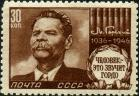 30
КОП
М. Горький
1936-1946
ЧЕЛОВЕК-
ЭТО ЗВУЧИТ
ГОРДО
ПОЧТА СССР